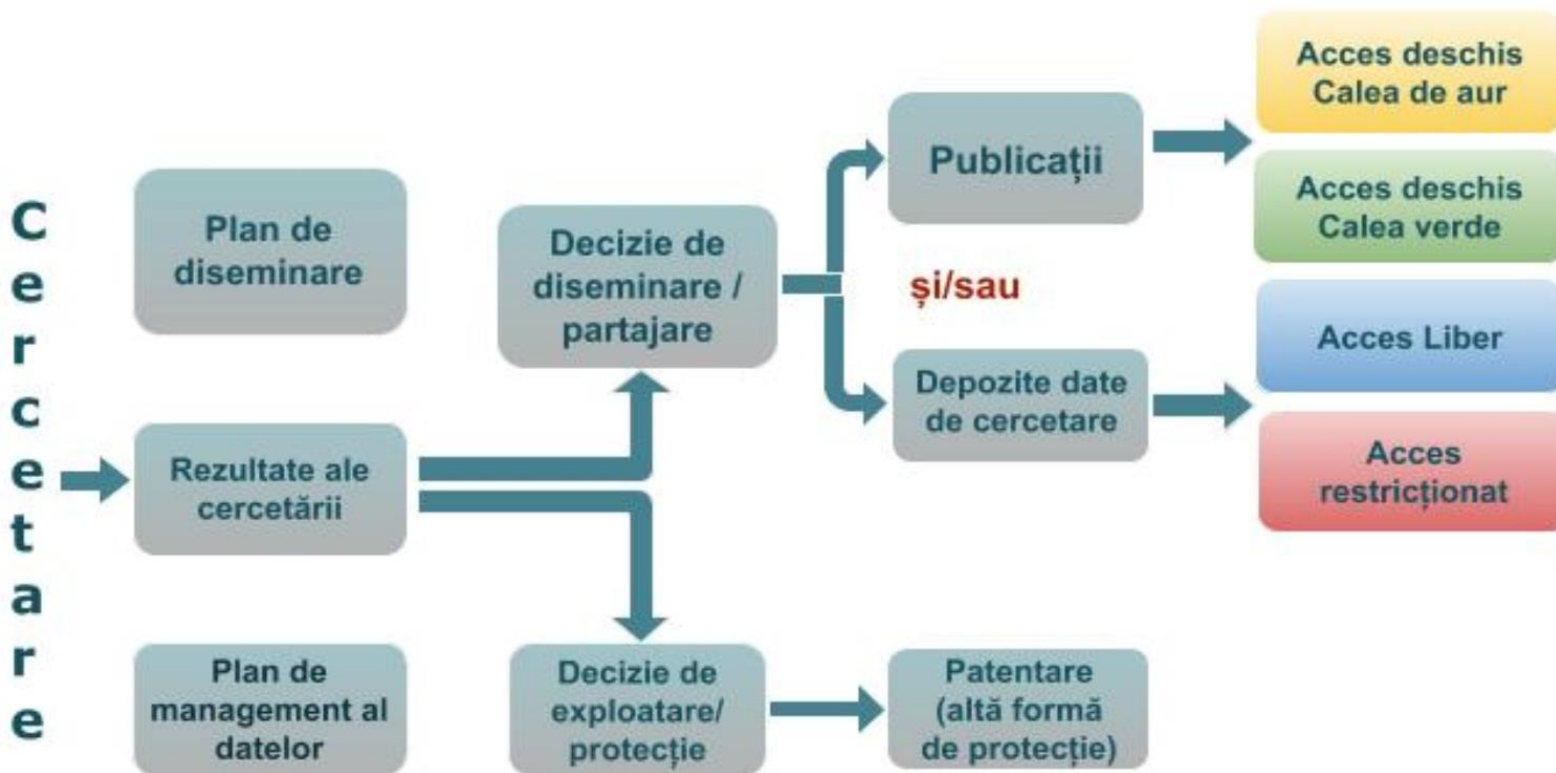 Cercetare
Plan de
diseminare
Rezultate ale
cercetării
Plan de
management al
datelor
Decizie de
diseminare /
partajare
Decizie de
exploatare/
protecție
Publicații
și/sau
Depozite date
de cercetare
Patentare
(altă formă
de protecție)
Acces deschis
Calea de aur
Acces deschis
Calea verde
Acces Liber
Acces
restricționat